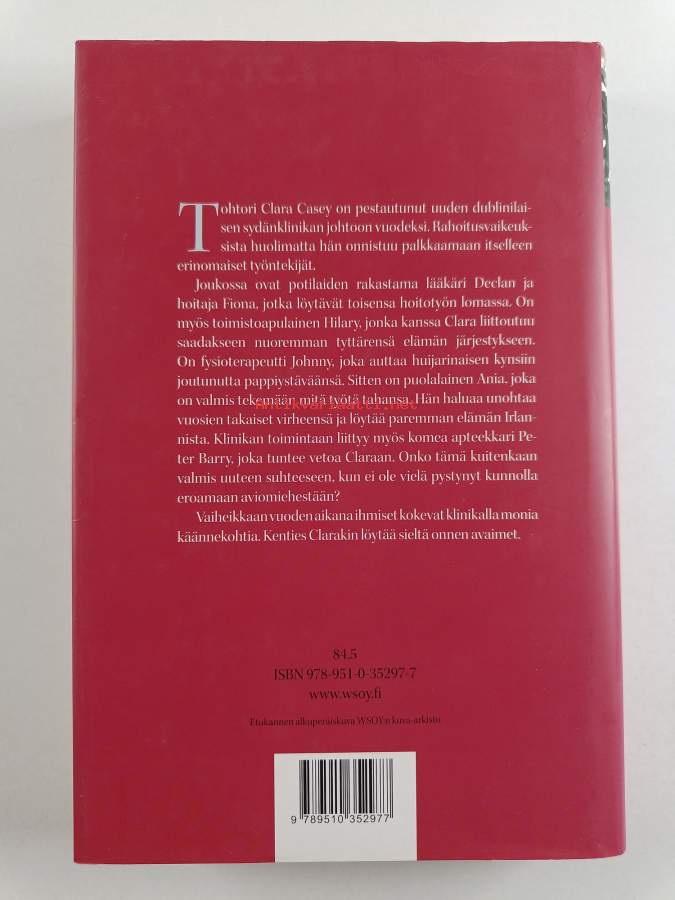 Tohtori Clara Casey on pestautunut uuden dublinilai-
sen sydänklinikan johtoon vuodeksi. Rahoitusvaikeuk-
sista huolimatta hän onnistuu palkkaamaan itselleen
erinomaiset työntekijät.
Joukossa ovat potilaiden rakastama lääkäri Declan ja
hoitaja Fiona, jotka löytävät toisensa hoitotyön lomassa. On
myös toimistoapulainen Hilary, jonka kanssa Clara liittoutuu
saadakseen nuoremman tyttärensä elämän järjestykseen.
On fysioterapeutti Johnny, joka auttaa huijarinaisen kynsiin
joutunutta pappiystäväänsä. Sitten on puolalainen Ania, joka
on valmis tekemään mitä työtä tahansa. Hän haluaa unohtaa
Antikvariaatti.net
vuosien takaiset virheensä ja löytää paremman elämän Irlan-
nista. Klinikan toimintaan liittyy myös komea apteekkari Pe-
ter Barry, joka tuntee vetoa Claraan. Onko tämä kuitenkaan
valmis uuteen suhteeseen, kun ei ole vielä pystynyt kunnolla
eroamaan aviomiehestään?
Vaiheikkaan vuoden aikana ihmiset kokevat klinikalla monia
käännekohtia. Kenties Clarakin löytää sieltä onnen avaimet.
84.5
ISBN 978-951-0-35297-7
www.wsoy.fi
Etukannen alkuperäiskuva WSOY:n kuva-arkisto
9 789510 352977